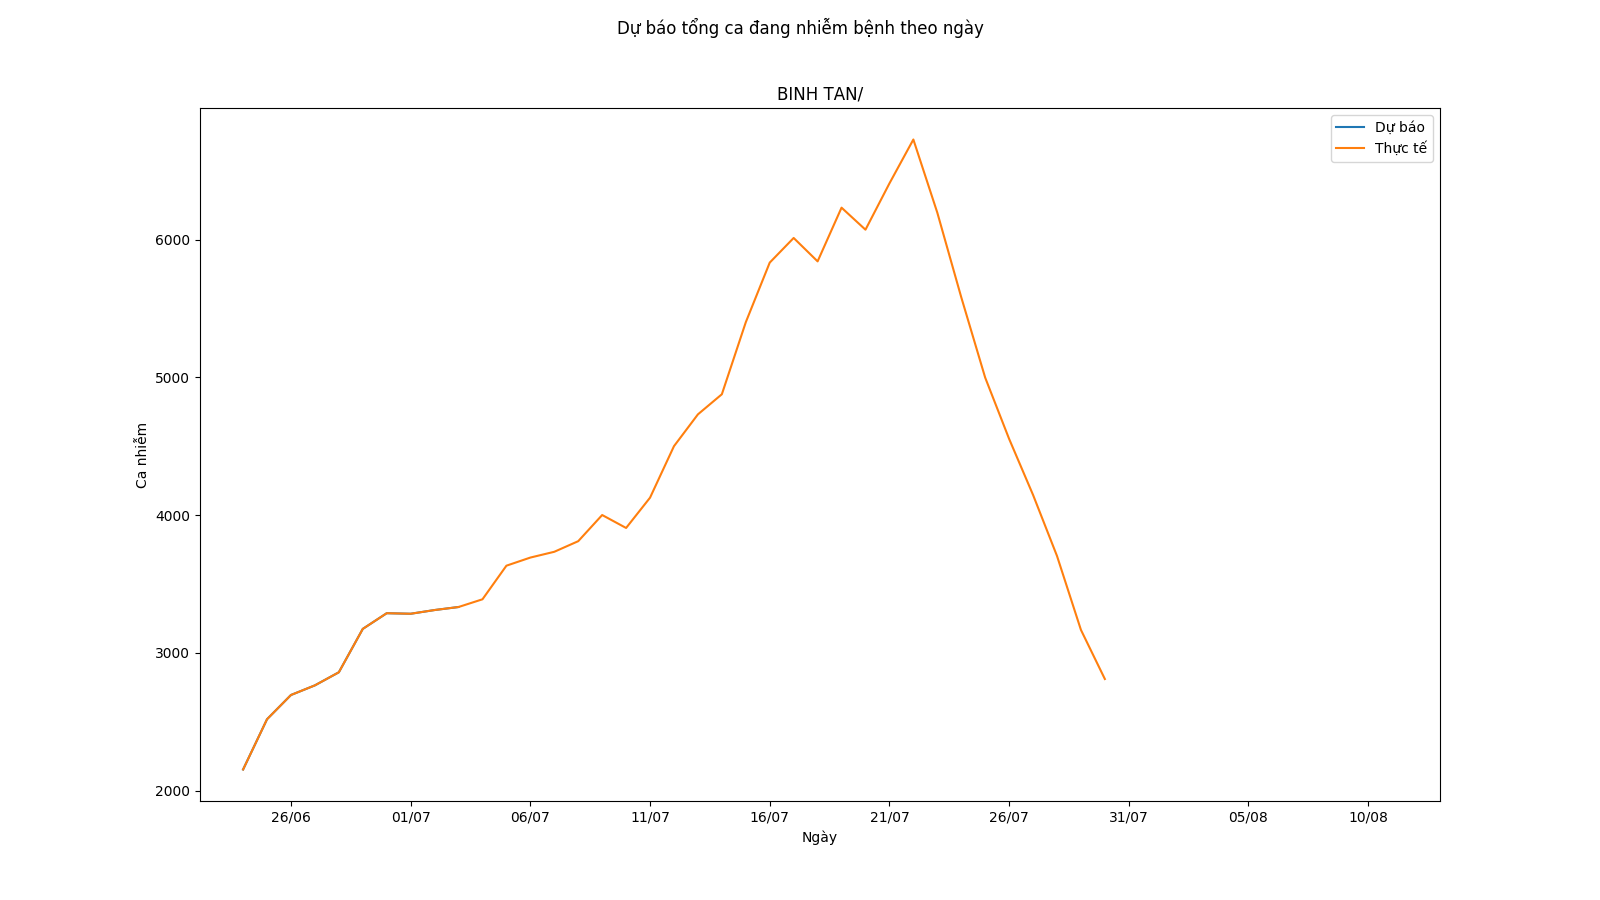 Dự báo tổng ca đang nhiễm bệnh theo ngày
BINH TAN/
Dự báo
Thực tế
Ca nhiễm
6000
5000
4000
3000
2000
26/06 01/07 06/07 11/07 16/07 21/07 26/07 31/07 05/08 10/08
Ngày